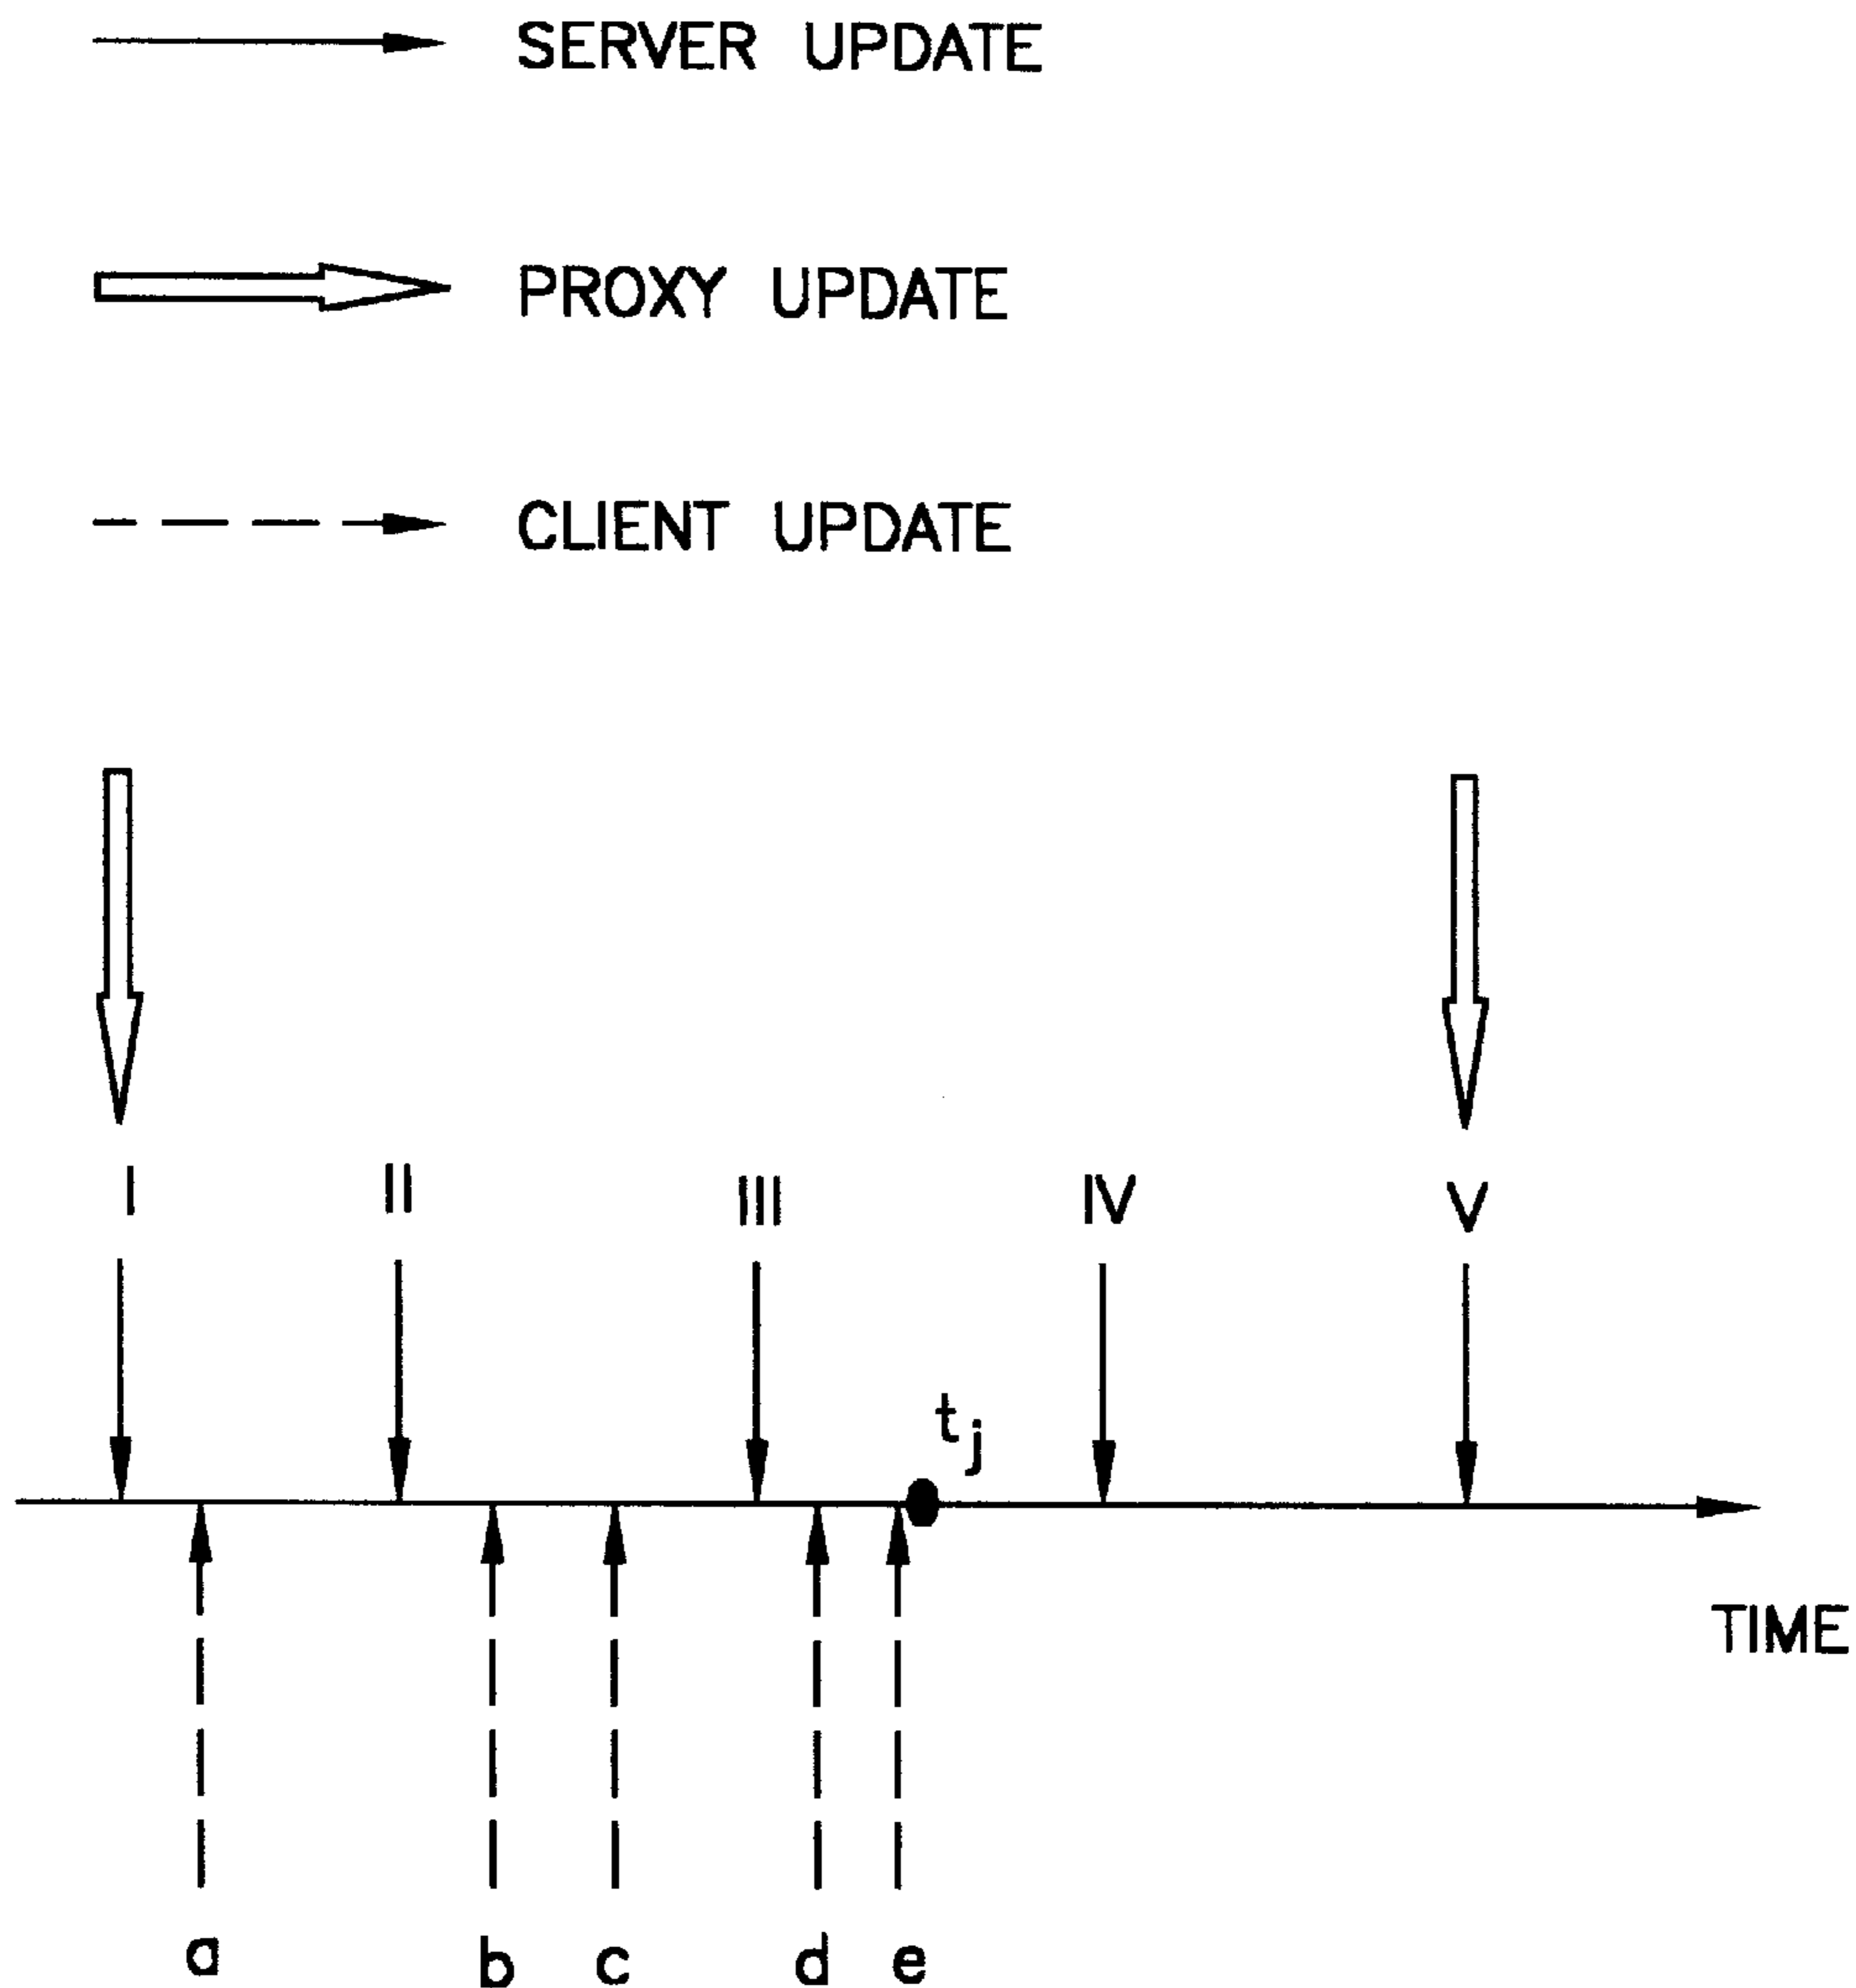 SERVER UPDATE
PROXY UPDATE
CLIENT UPDATE
I II III IV V
tj
TIME
a b c d e